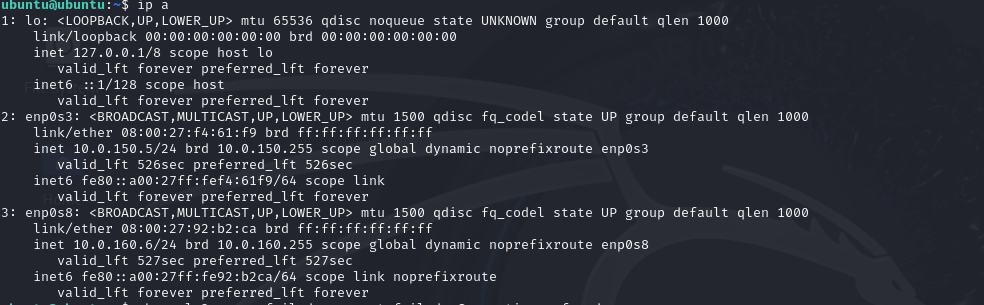 ubuntu@ubuntu:~$ ip a
1: lo: <LOOPBACK,UP,LOWER_UP> mtu 65536 qdisc noqueue state UNKNOWN group default qlen 1000
    link/loopback 00:00:00:00:00:00 brd 00:00:00:00:00:00
    inet 127.0.0.1/8 scope host lo
       valid_lft forever preferred_lft forever
    inet6 ::1/128 scope host
       valid_lft forever preferred_lft forever
2: enp0s3: <BROADCAST,MULTICAST,UP,LOWER_UP> mtu 1500 qdisc fq_codel state UP group default qlen 1000
    link/ether 08:00:27:f4:61:f9 brd ff:ff:ff:ff:ff:ff
    inet 10.0.150.5/24 brd 10.0.150.255 scope global dynamic noprefixroute enp0s3
       valid_lft 526sec preferred_lft 526sec
    inet6 fe80::a00:27ff:fef4:61f9/64 scope link
       valid_lft forever preferred_lft forever
3: enp0s8: <BROADCAST,MULTICAST,UP,LOWER_UP> mtu 1500 qdisc fq_codel state UP group default qlen 1000
    link/ether 08:00:27:92:b2:ca brd ff:ff:ff:ff:ff:ff
    inet 10.0.160.6/24 brd 10.0.160.255 scope global dynamic noprefixroute enp0s8
       valid_lft 527sec preferred_lft 527sec
    inet6 fe80::a00:27ff:fe92:b2ca/64 scope link noprefixroute
       valid_lft forever preferred_lft forever